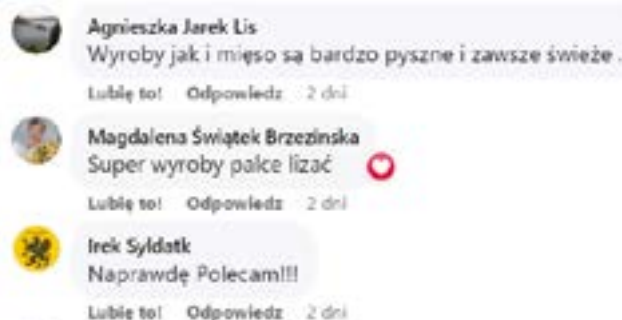 Agnieszka Jarek Lis
Wyroby jak i mięso są bardzo pyszne i zawsze świeże .
Lubię to! Odpowiedz 2 dni
Magdalena Świątek Brzezinska
Super wyroby palce lizać
Lubię to! Odpowiedz 2 dni
Irek Syldatk
Naprawdę Polecam!!!
Lubię to! Odpowiedz 2 dni